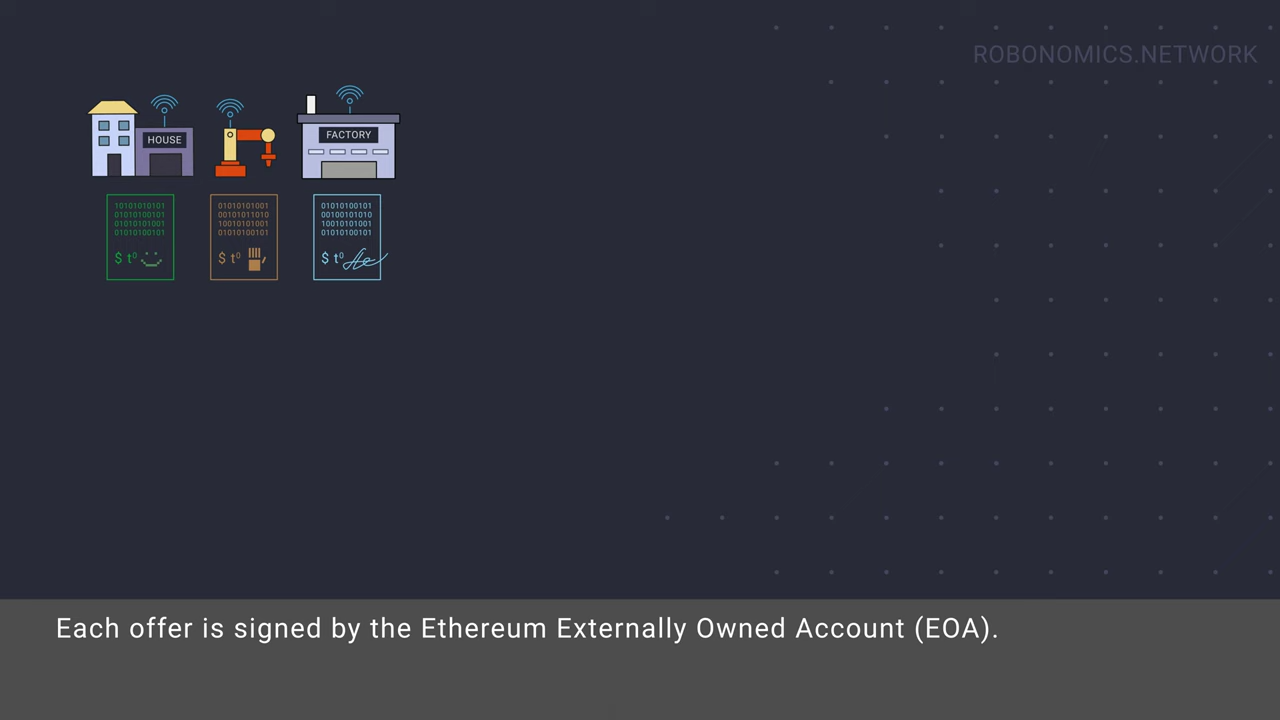 ROBONOMICS.NETWORK
HOUSE
FACTORY
10101010101
01010100101
01010101001
01010100101
$ t⁰
01010101001
00101011010
10010101001
01010100101
$ t⁰
01010100101
00100101010
10010101001
01010100101
$ t⁰
Each offer is signed by the Ethereum Externally Owned Account (EOA).